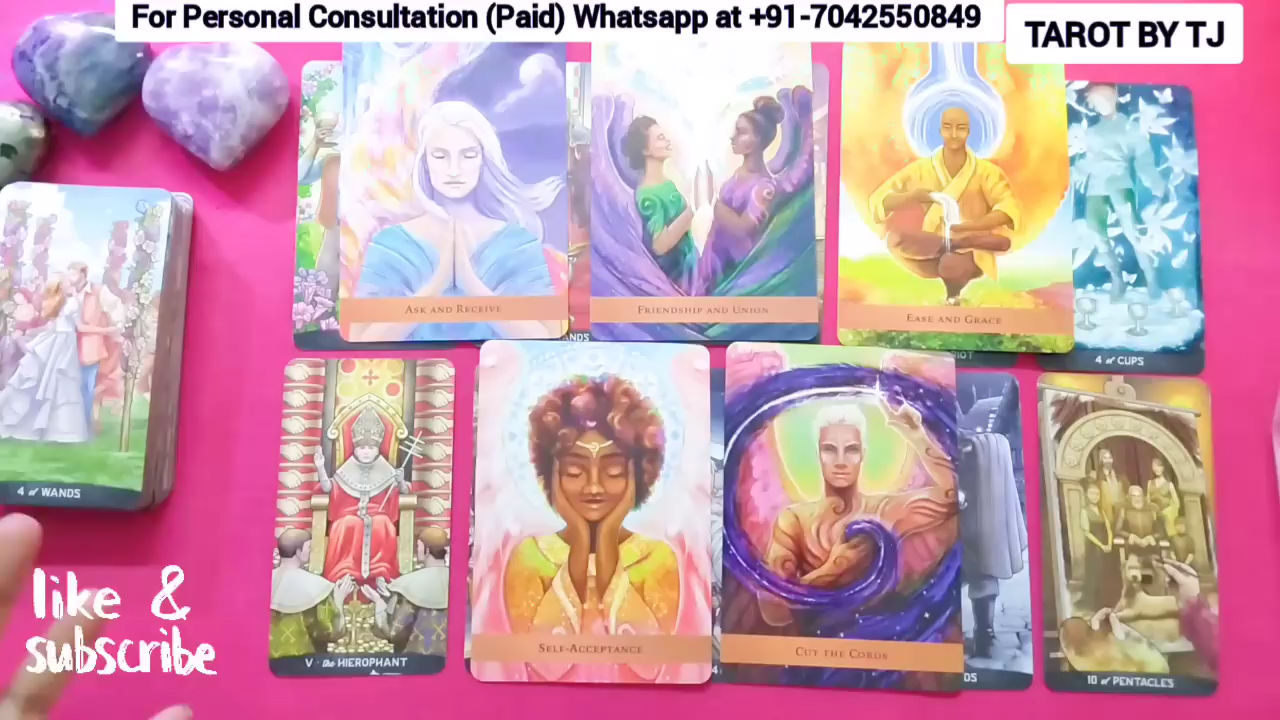 For Personal Consultation (Paid) Whatsapp at +91-7042550849
TAROT BY TJ
ASK AND RECEIVE
FRIENDSHIP AND UNION
EASE AND GRACE
4 of CUPS
4 of WANDS
V · the HIEROPHANT
SELF-ACCEPTANCE
CUT THE CORDS
10 of PENTACLES
like &
subscribe